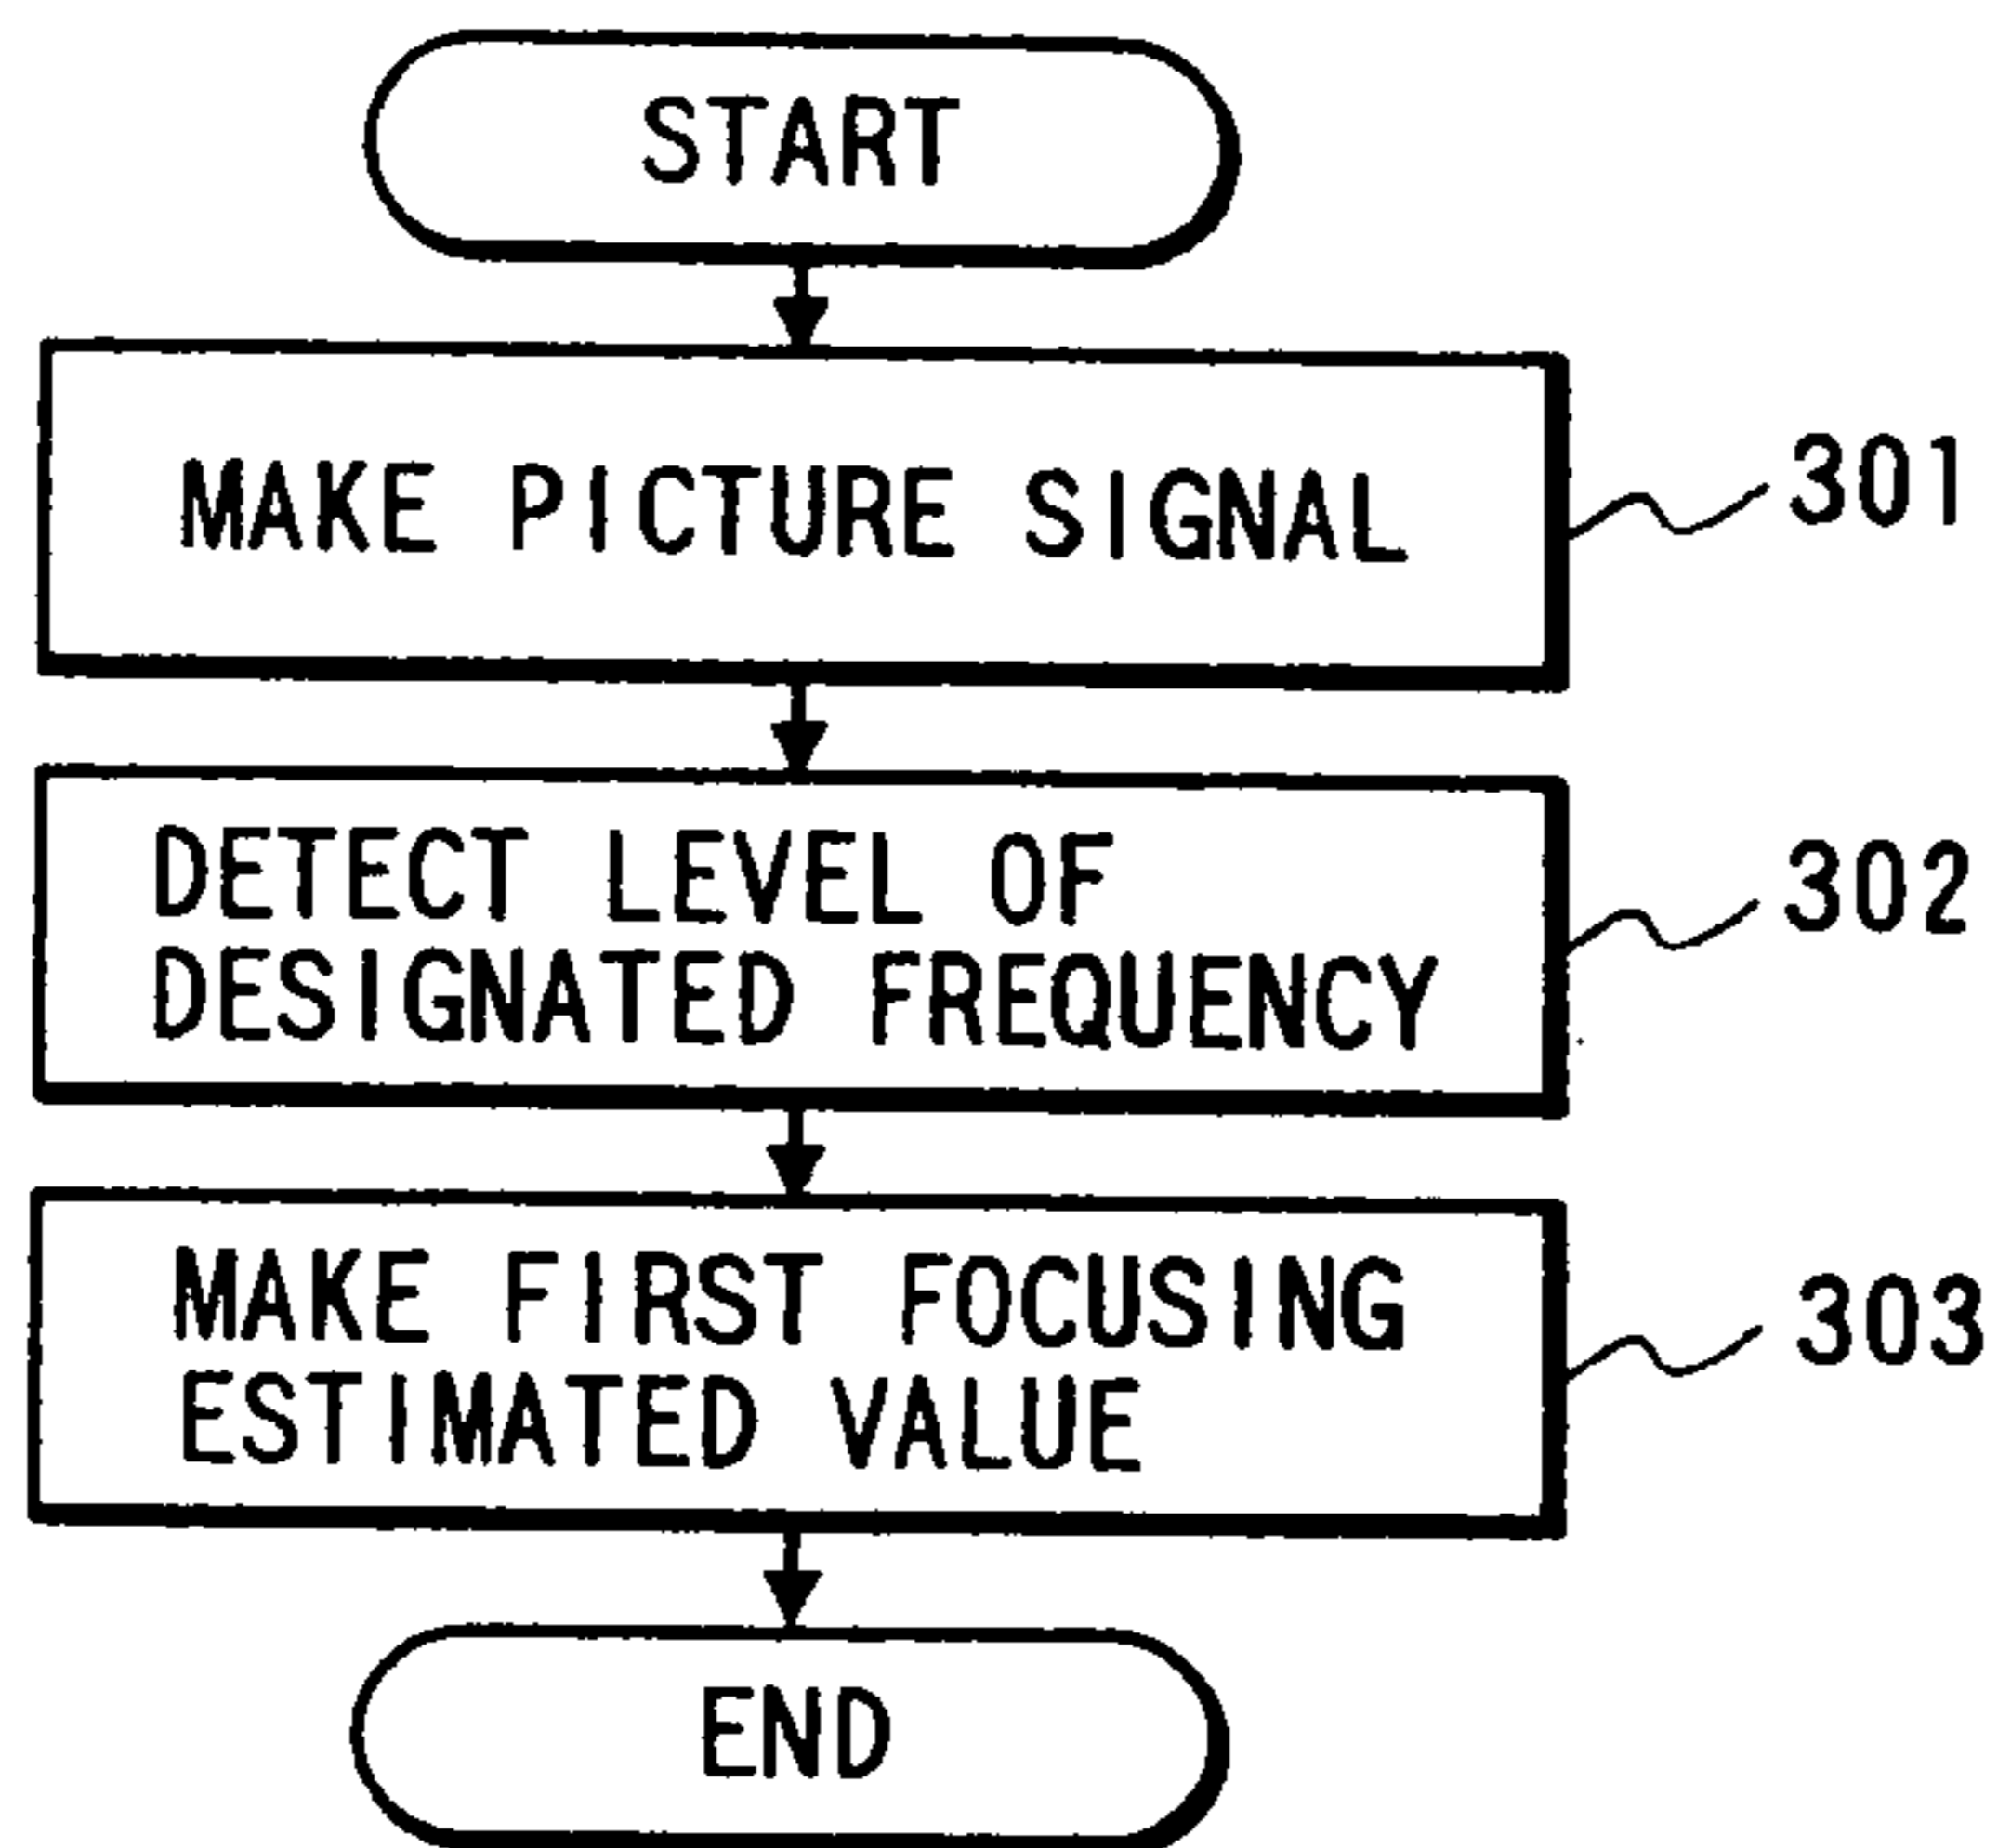 START
MAKE PICTURE SIGNAL
301
DETECT LEVEL OF
DESIGNATED FREQUENCY
302
MAKE FIRST FOCUSING
ESTIMATED VALUE
303
END